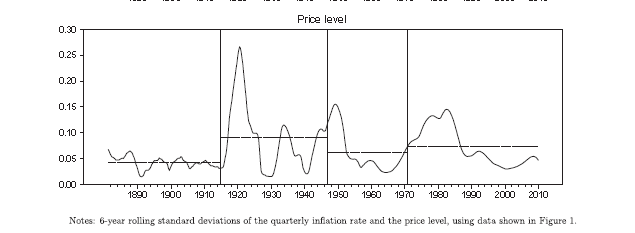 Price level
0.30
0.25
0.20
0.15
0.10
0.05
0.00
1890 1900 1910 1920 1930 1940 1950 1960 1970 1980 1990 2000 2010
Notes: 6-year rolling standard deviations of the quarterly inflation rate and the price level, using data shown in Figure 1.